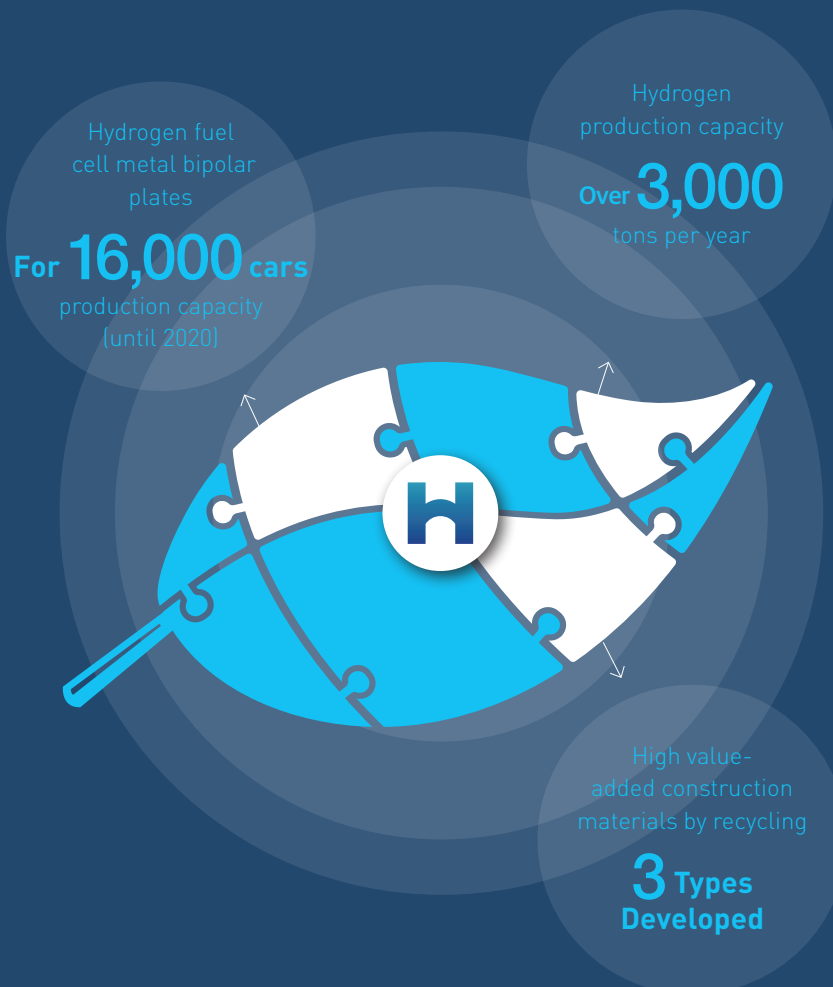 Hydrogen fuel
cell metal bipolar
plates
For 16,000 cars
production capacity
(until 2020)
Hydrogen
production capacity
Over 3,000
tons per year
H
High value-
added construction
materials by recycling
3 Types
Developed